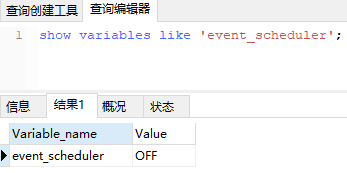 查询创建工具 查询编辑器
1 show variables like 'event_scheduler';
信息 结果1 概况 状态
Variable_name Value
event_scheduler OFF